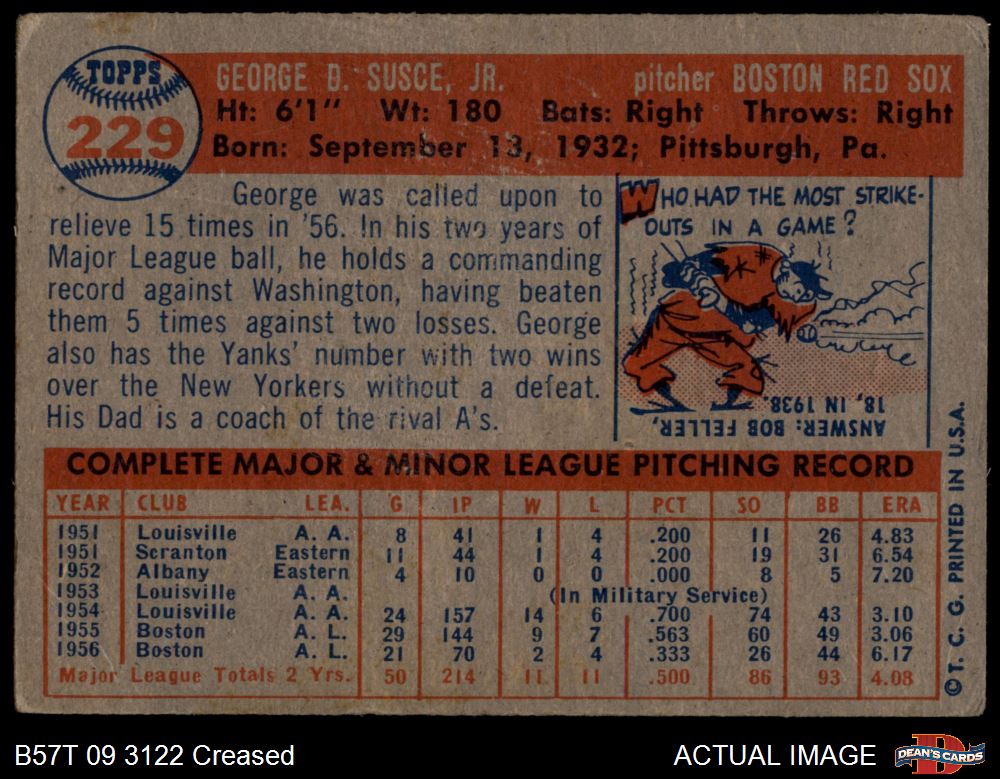 TOPPS
229
GEORGE D. SUSCE, JR. pitcher BOSTON RED SOX
Ht: 6'1" Wt: 180 Bats: Right Throws: Right
Born: September 13, 1932; Pittsburgh, Pa.
George was called upon to
relieve 15 times in '56. In his two years of
Major League ball, he holds a commanding
record against Washington, having beaten
them 5 times against two losses. George
also has the Yanks' number with two wins
over the New Yorkers without a defeat.
His Dad is a coach of the rival A's.
WHO HAD THE MOST STRIKE-
OUTS IN A GAME?
ANSWER: BOB FELLER,
18, IN 1938.
COMPLETE MAJOR & MINOR LEAGUE PITCHING RECORD
YEAR CLUB LEA. G IP W L PCT SO BB ERA
1951 Louisville A. A. 8 41 1 4 .200 11 26 4.83
1951 Scranton Eastern 11 44 1 4 .200 19 31 6.54
1952 Albany Eastern 4 10 0 0 .000 8 5 7.20
1953 Louisville A. A. (In Military Service)
1954 Louisville A. A. 24 157 14 6 .700 74 43 3.10
1955 Boston A. L. 29 144 9 7 .563 60 49 3.06
1956 Boston A. L. 21 70 2 4 .333 26 44 6.17
Major League Totals 2 Yrs. 50 214 11 11 .500 86 93 4.08
©T. C. G. PRINTED IN U.S.A.
B57T 09 3122 Creased
ACTUAL IMAGE
DEAN'S CARDS